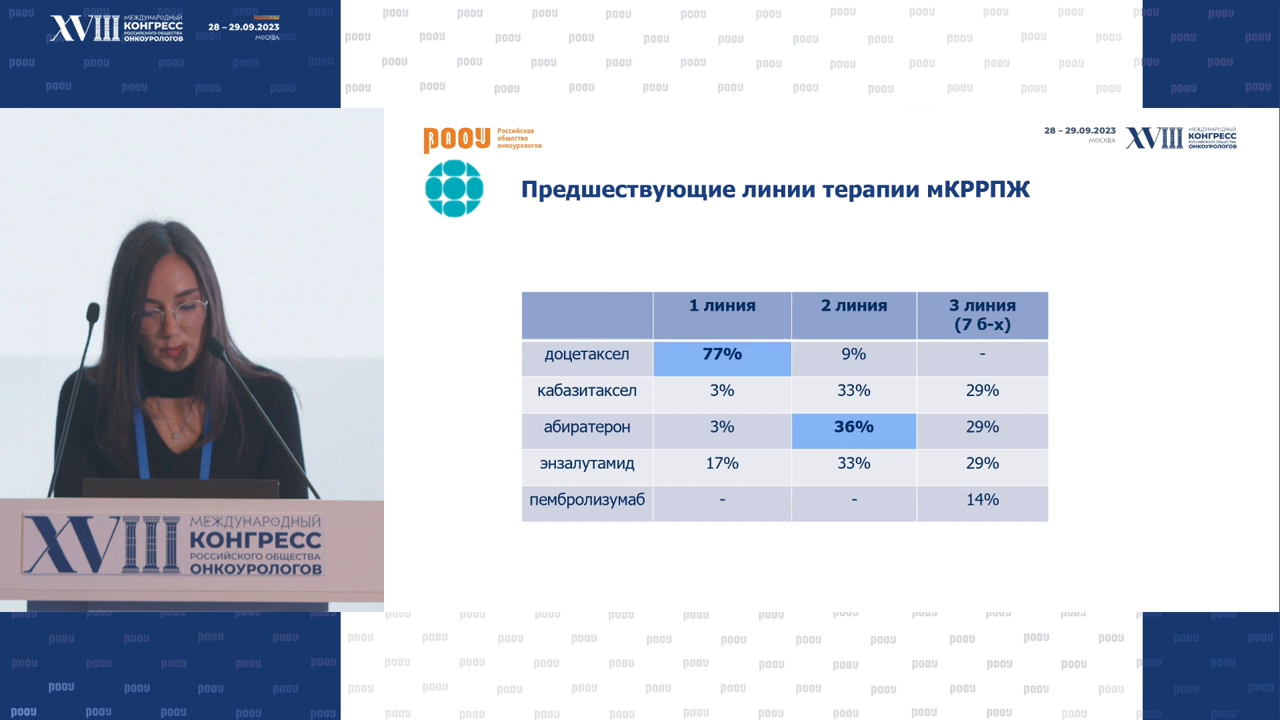 XVIII МЕЖДУНАРОДНЫЙ
КОНГРЕСС
РОССИЙСКОГО ОБЩЕСТВА
ОНКОУРОЛОГОВ
28 – 29.09.2023
МОСКВА
РООУ Российское
общество
онкоурологов
28 – 29.09.2023
МОСКВА
XVIII МЕЖДУНАРОДНЫЙ
КОНГРЕСС
РОССИЙСКОГО ОБЩЕСТВА
ОНКОУРОЛОГОВ
Предшествующие линии терапии мКРРПЖ
1 линия 2 линия 3 линия
(7 б-х)
доцетаксел 77% 9% -
кабазитаксел 3% 33% 29%
абиратерон 3% 36% 29%
энзалутамид 17% 33% 29%
пембролизумаб - - 14%
XVIII МЕЖДУНАРОДНЫЙ
КОНГРЕСС
РОССИЙСКОГО ОБЩЕСТВА
ОНКОУРОЛОГОВ